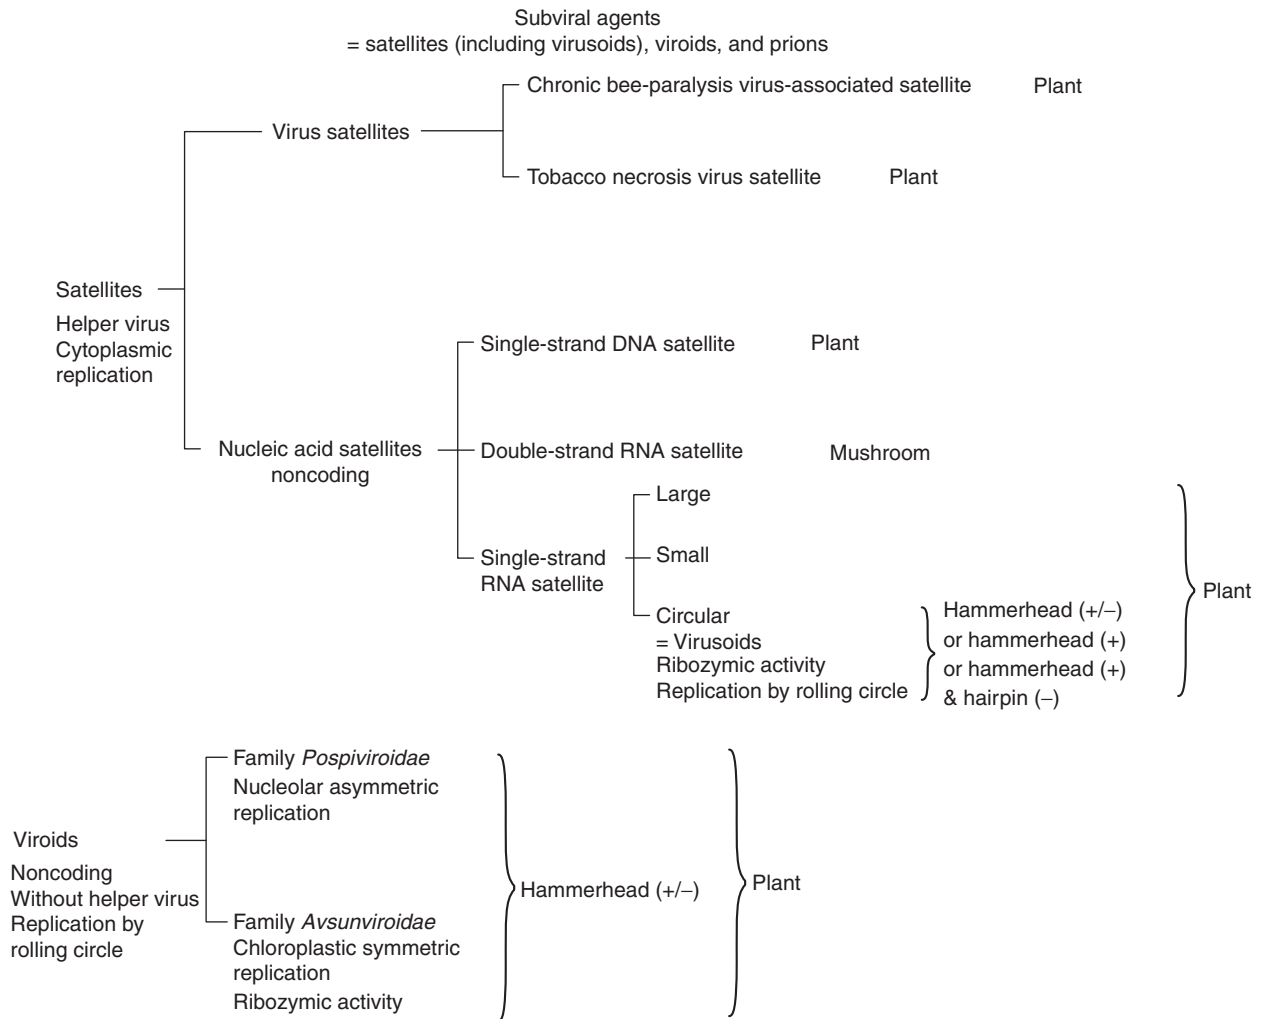 Subviral agents
= satellites (including virusoids), viroids, and prions
Chronic bee-paralysis virus-associated satellite Plant
Virus satellites
Tobacco necrosis virus satellite Plant
Satellites
Helper virus
Cytoplasmic
replication
Single-strand DNA satellite Plant
Nucleic acid satellites
noncoding
Double-strand RNA satellite Mushroom
Single-strand
RNA satellite
Large
Small
Circular
= Virusoids
Ribozymic activity
Replication by rolling circle
Hammerhead (+/–)
or hammerhead (+)
or hammerhead (+)
& hairpin (–)
Plant
Viroids
Noncoding
Without helper virus
Replication by
rolling circle
Family Pospiviroidae
Nucleolar asymmetric
replication
Family Avsunviroidae
Chloroplastic symmetric
replication
Ribozymic activity
Hammerhead (+/–)
Plant